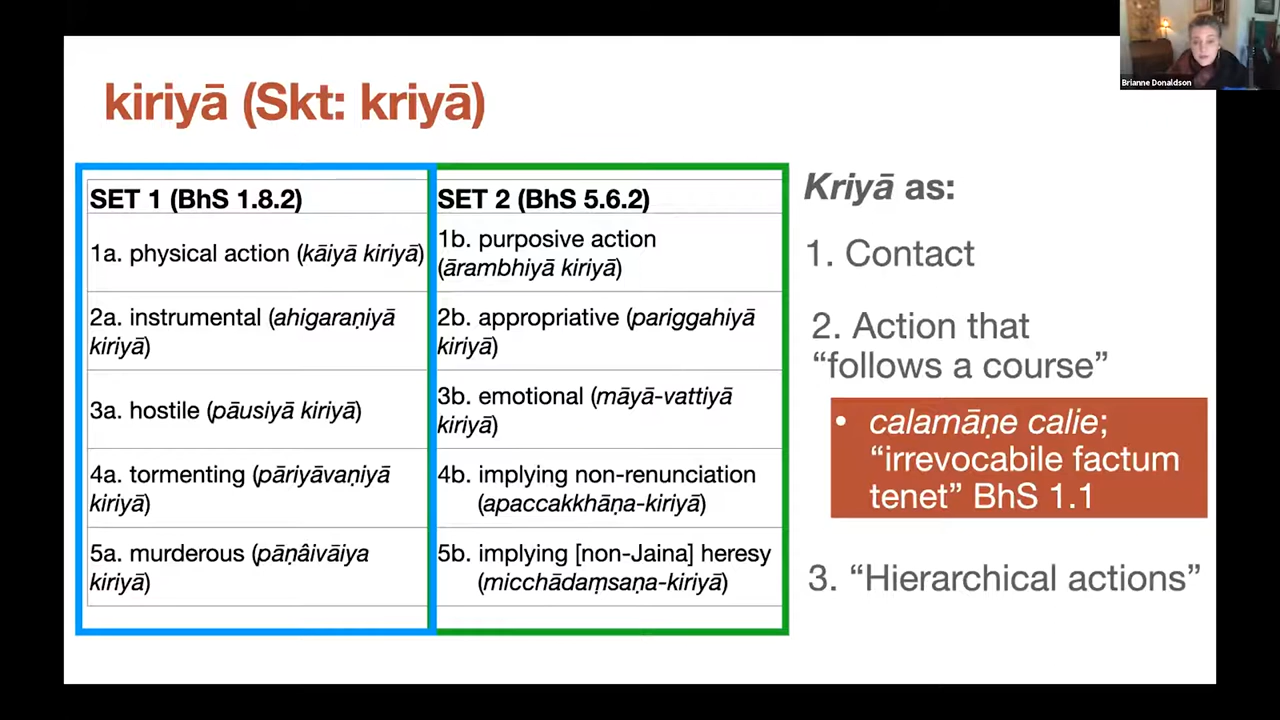 Brianne Donaldson
kiriyā (Skt: kriyā)
SET 1 (BhS 1.8.2)
1a. physical action (kāiyā kiriyā)
2a. instrumental (ahigaraṇiyā
kiriyā)
3a. hostile (pāusiyā kiriyā)
4a. tormenting (pāriyāvaṇiyā
kiriyā)
5a. murderous (pāṇâivāiya
kiriyā)
SET 2 (BhS 5.6.2)
1b. purposive action
(ārambhiyā kiriyā)
2b. appropriative (pariggahiyā
kiriyā)
3b. emotional (māyā-vattiyā
kiriyā)
4b. implying non-renunciation
(apaccakkhāṇa-kiriyā)
5b. implying [non-Jaina] heresy
(micchādaṃsaṇa-kiriyā)
Kriyā as:
1. Contact
2. Action that
“follows a course”
• calamāṇe calie;
“irrevocabile factum
tenet” BhS 1.1
3. “Hierarchical actions”